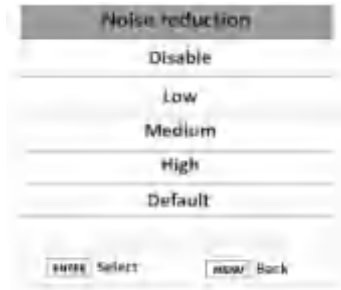 Noise reduction
Disable
Low
Medium
High
Default
ENTER Select MENU Back